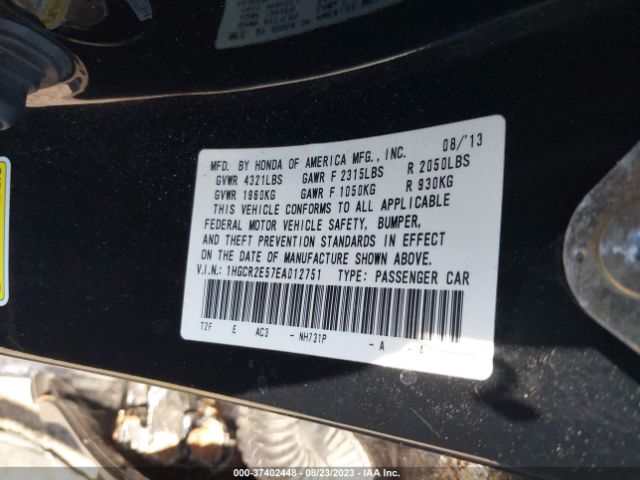 MFD. BY HONDA OF AMERICA MFG., INC. 08/'13
GVWR 4321LBS GAWR F 2315LBS R 2050LBS
GVWR 1960KG GAWR F 1050KG R 930KG
THIS VEHICLE CONFORMS TO ALL APPLICABLE
FEDERAL MOTOR VEHICLE SAFETY, BUMPER,
AND THEFT PREVENTION STANDARDS IN EFFECT
ON THE DATE OF MANUFACTURE SHOWN ABOVE.
V.I.N.: 1HGCR2E57EA012751 TYPE: PASSENGER CAR
T2F E AC3 - NH731P - A -
000-37402448 - 08/23/2023 - IAA Inc.